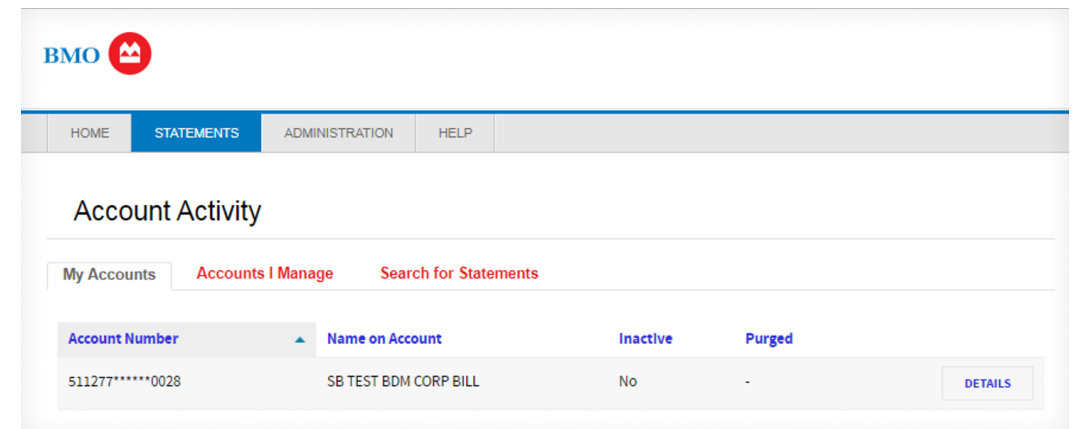 BMO
HOME STATEMENTS ADMINISTRATION HELP
Account Activity
My Accounts Accounts I Manage Search for Statements
Account Number Name on Account Inactive Purged
511277******0028 SB TEST BDM CORP BILL No - DETAILS